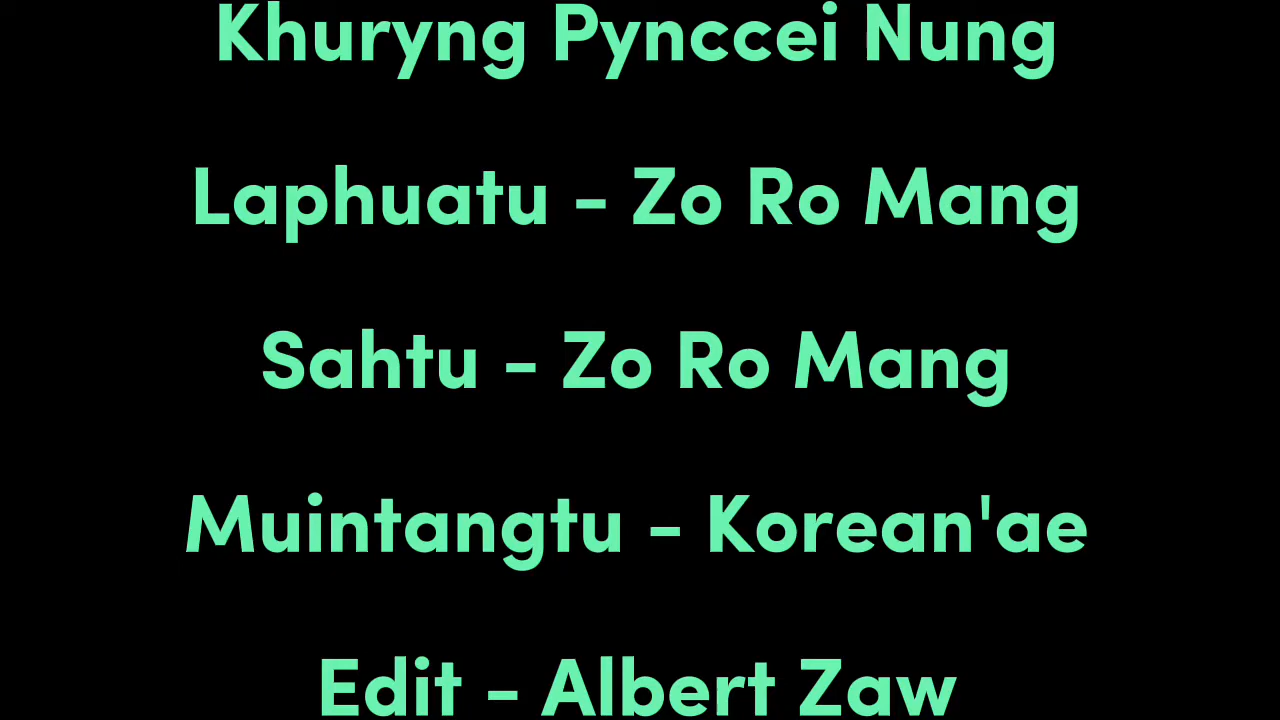 Khuryng Pynccei Nung
Laphuatu - Zo Ro Mang
Sahtu - Zo Ro Mang
Muintangtu - Korean'ae
Edit - Albert Zaw